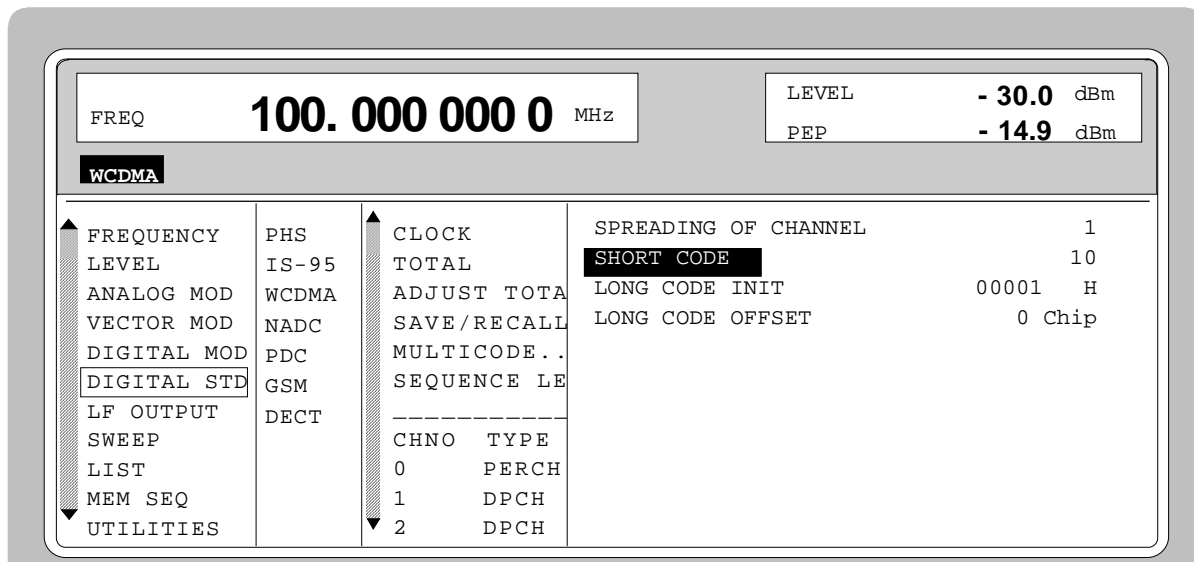 FREQ 100. 000 000 0 MHz
LEVEL - 30.0 dBm
PEP - 14.9 dBm
WCDMA
FREQUENCY
LEVEL
ANALOG MOD
VECTOR MOD
DIGITAL MOD
DIGITAL STD
LF OUTPUT
SWEEP
LIST
MEM SEQ
UTILITIES
PHS
IS-95
WCDMA
NADC
PDC
GSM
DECT
CLOCK
TOTAL
ADJUST TOTA
SAVE/RECALL
MULTICODE..
SEQUENCE LE
___________
CHNO TYPE
0 PERCH
1 DPCH
2 DPCH
SPREADING OF CHANNEL 1
SHORT CODE 10
LONG CODE INIT 00001 H
LONG CODE OFFSET 0 Chip